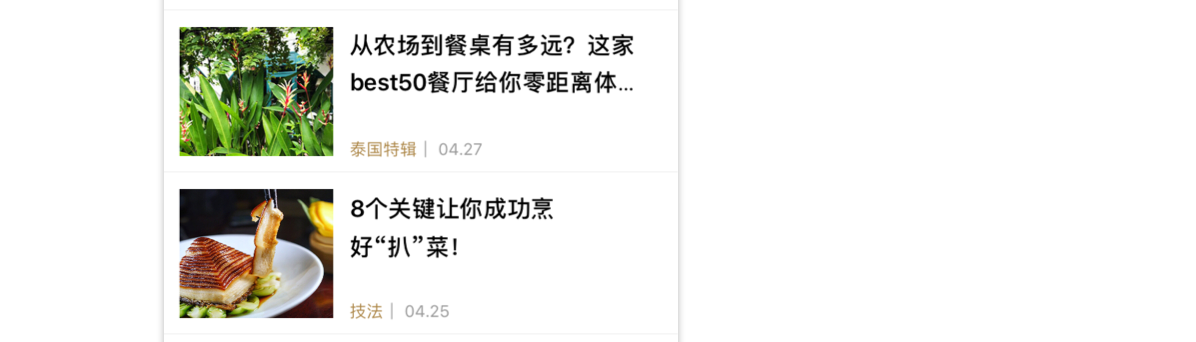 从农场到餐桌有多远？这家
best50餐厅给你零距离体...
泰国特辑 | 04.27
8个关键让你成功烹
好“扒”菜！
技法 | 04.25